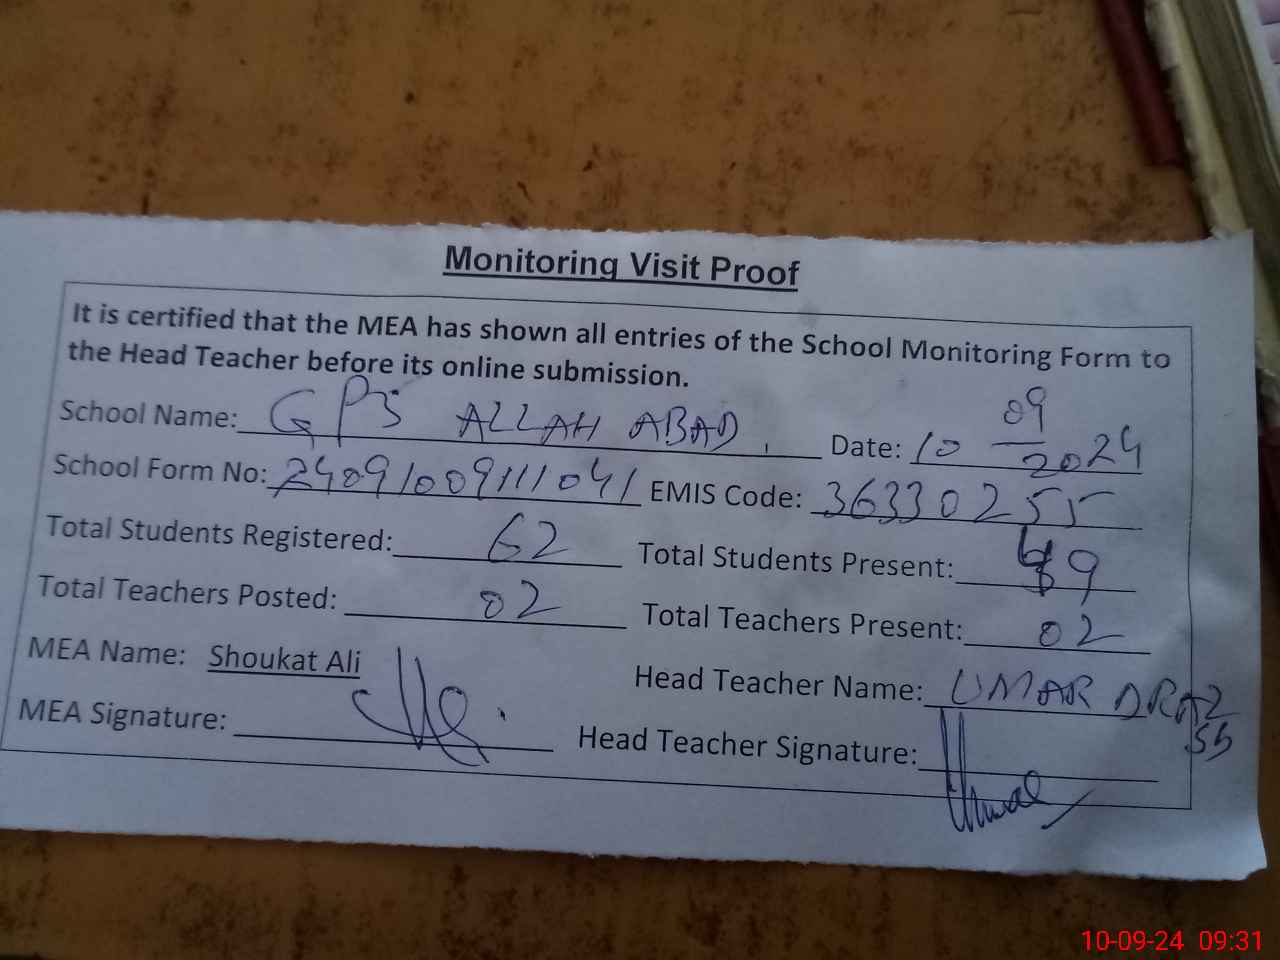 Monitoring Visit Proof
It is certified that the MEA has shown all entries of the School Monitoring Form to
the Head Teacher before its online submission.
School Name: GPS ALLAH ABAD Date: 10 09 2024
School Form No: 24091009111041 EMIS Code: 36330255
Total Students Registered: 62 Total Students Present: 49
Total Teachers Posted: 02 Total Teachers Present: 02
MEA Name: Shoukat Ali Head Teacher Name: UMAR DRAZ
MEA Signature: Head Teacher Signature:
10-09-24 09:31